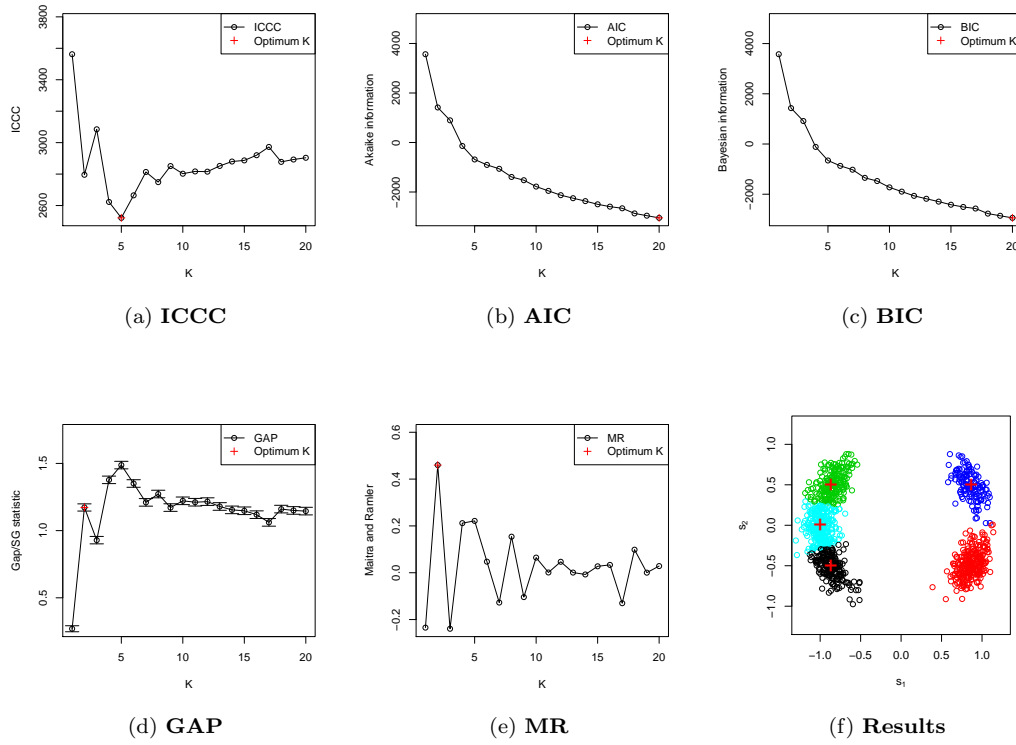 ICCC
Optimum K
3800
3400
3000
2600
ICCC
5
10
15
20
K
(a) ICCC
AIC
Optimum K
4000
2000
0
−2000
Akaike information
5
10
15
20
K
(b) AIC
BIC
Optimum K
4000
2000
0
−2000
Bayesian information
5
10
15
20
K
(c) BIC
GAP
Optimum K
1.5
1.0
0.5
Gap/SG statistic
5
10
15
20
K
(d) GAP
MR
Optimum K
0.6
0.4
0.2
0.0
−0.2
Maitra and Ramler
5
10
15
20
K
(e) MR
1.0
0.5
0.0
−0.5
−1.0
s2
−1.0
−0.5
0.0
0.5
1.0
s1
(f) Results